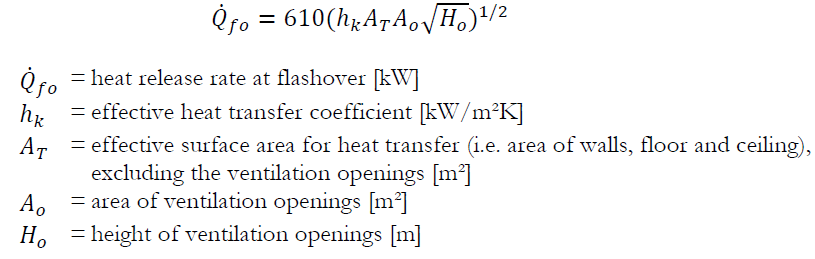 Q̇_fo = 610(h_k A_T A_o √H_o)^1/2
Q̇_fo = heat release rate at flashover [kW]
h_k = effective heat transfer coefficient [kW/m²K]
A_T = effective surface area for heat transfer (i.e. area of walls, floor and ceiling),
excluding the ventilation openings [m²]
A_o = area of ventilation openings [m²]
H_o = height of ventilation openings [m]